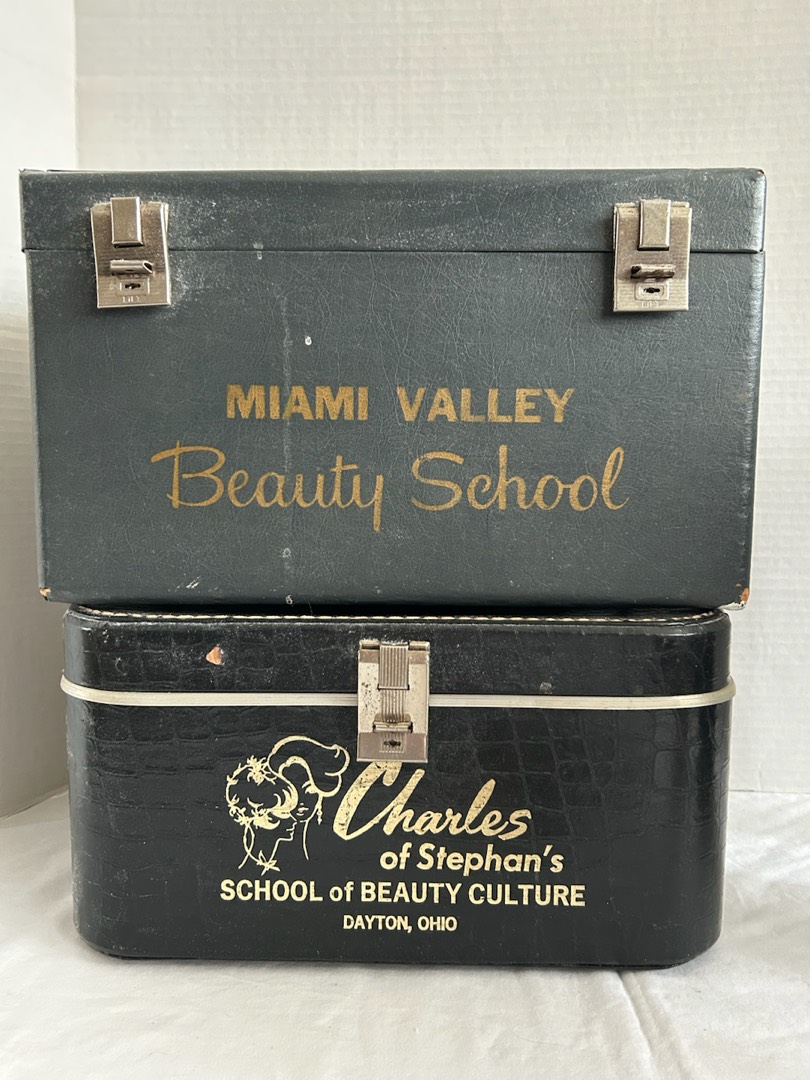 MIAMI VALLEY
Beauty School
Charles
of Stephan's
SCHOOL of BEAUTY CULTURE
DAYTON, OHIO